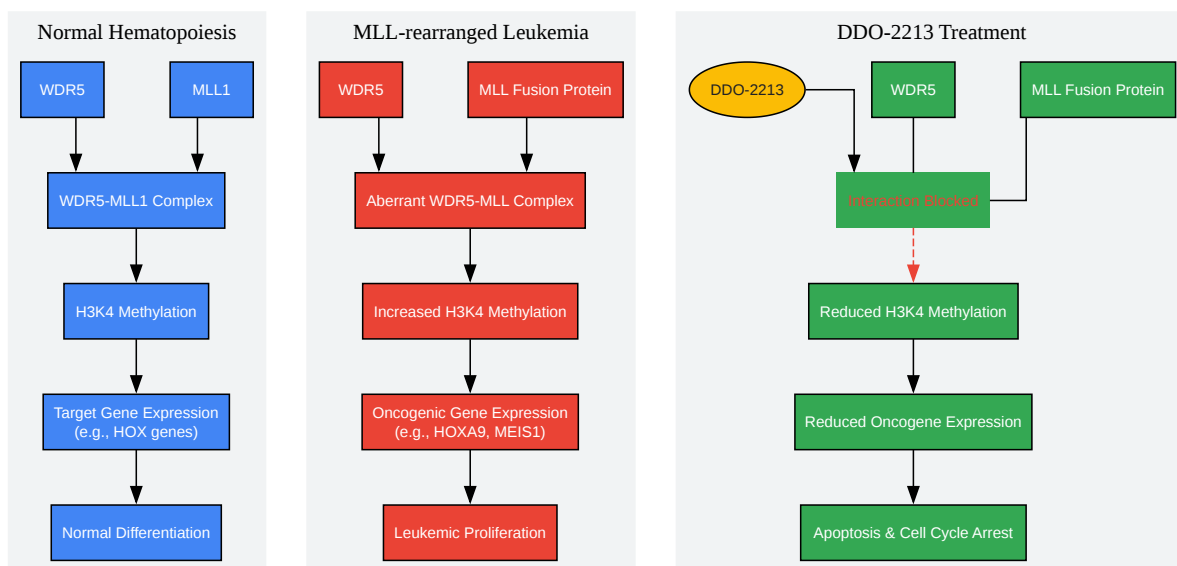 Normal Hematopoiesis
WDR5
MLL1
WDR5-MLL1 Complex
H3K4 Methylation
Target Gene Expression
(e.g., HOX genes)
Normal Differentiation
MLL-rearranged Leukemia
WDR5
MLL Fusion Protein
Aberrant WDR5-MLL Complex
Increased H3K4 Methylation
Oncogenic Gene Expression
(e.g., HOXA9, MEIS1)
Leukemic Proliferation
DDO-2213 Treatment
DDO-2213
WDR5
MLL Fusion Protein
Interaction Blocked
Reduced H3K4 Methylation
Reduced Oncogene Expression
Apoptosis & Cell Cycle Arrest